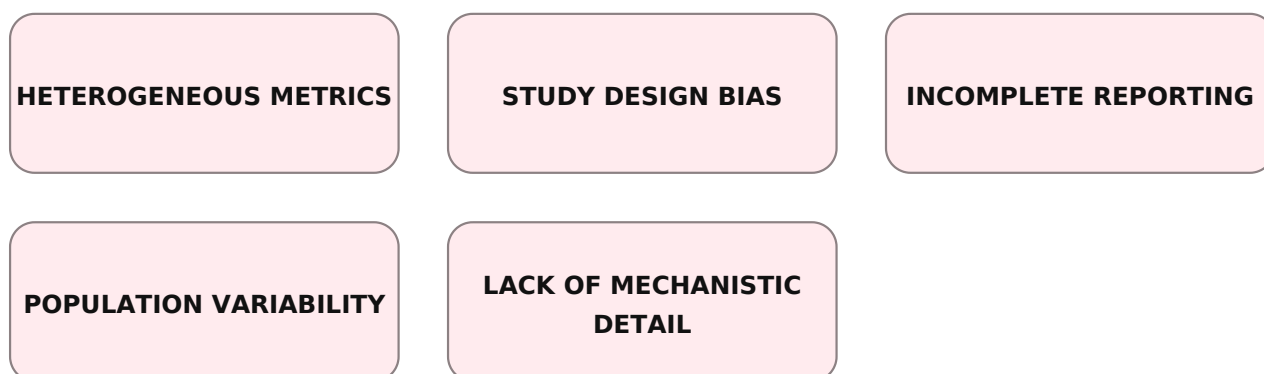 HETEROGENEOUS METRICS
STUDY DESIGN BIAS
INCOMPLETE REPORTING
POPULATION VARIABILITY
LACK OF MECHANISTIC
DETAIL